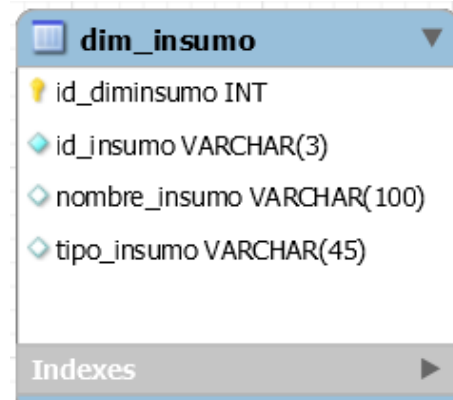 dim_insumo
id_diminsumo INT
id_insumo VARCHAR(3)
nombre_insumo VARCHAR(100)
tipo_insumo VARCHAR(45)
Indexes